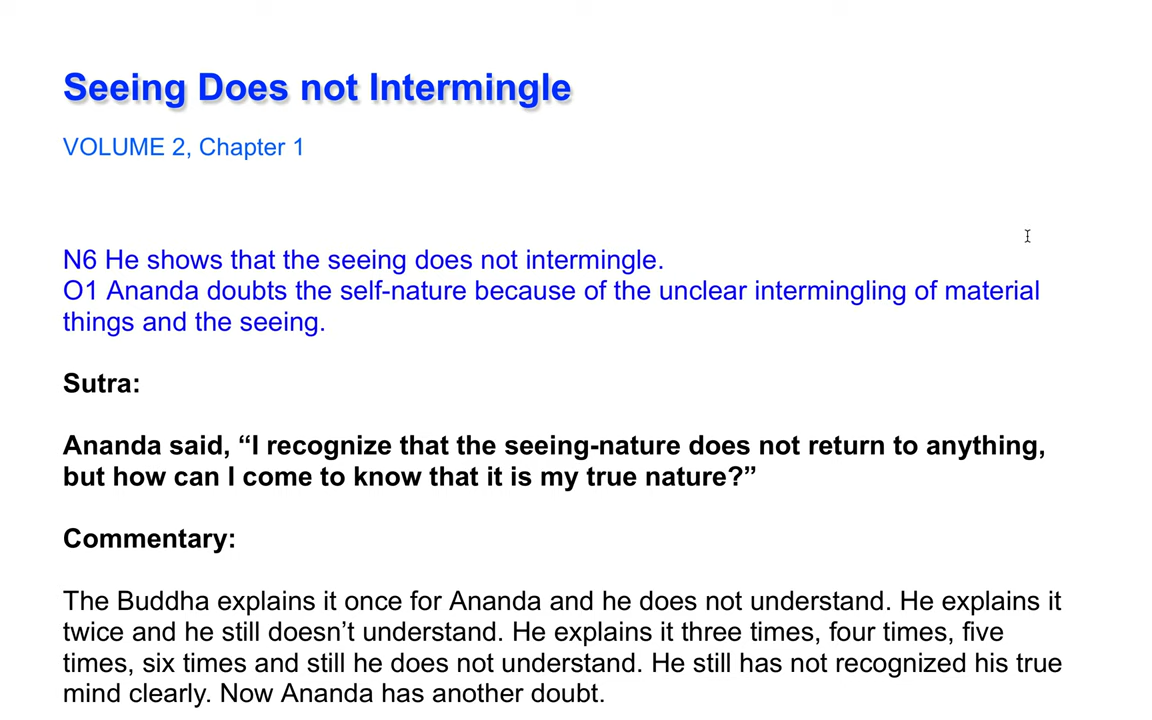 Seeing Does not Intermingle
VOLUME 2, Chapter 1
N6 He shows that the seeing does not intermingle.
O1 Ananda doubts the self-nature because of the unclear intermingling of material
things and the seeing.
Sutra:
Ananda said, “I recognize that the seeing-nature does not return to anything,
but how can I come to know that it is my true nature?”
Commentary:
The Buddha explains it once for Ananda and he does not understand. He explains it
twice and he still doesn’t understand. He explains it three times, four times, five
times, six times and still he does not understand. He still has not recognized his true
mind clearly. Now Ananda has another doubt.